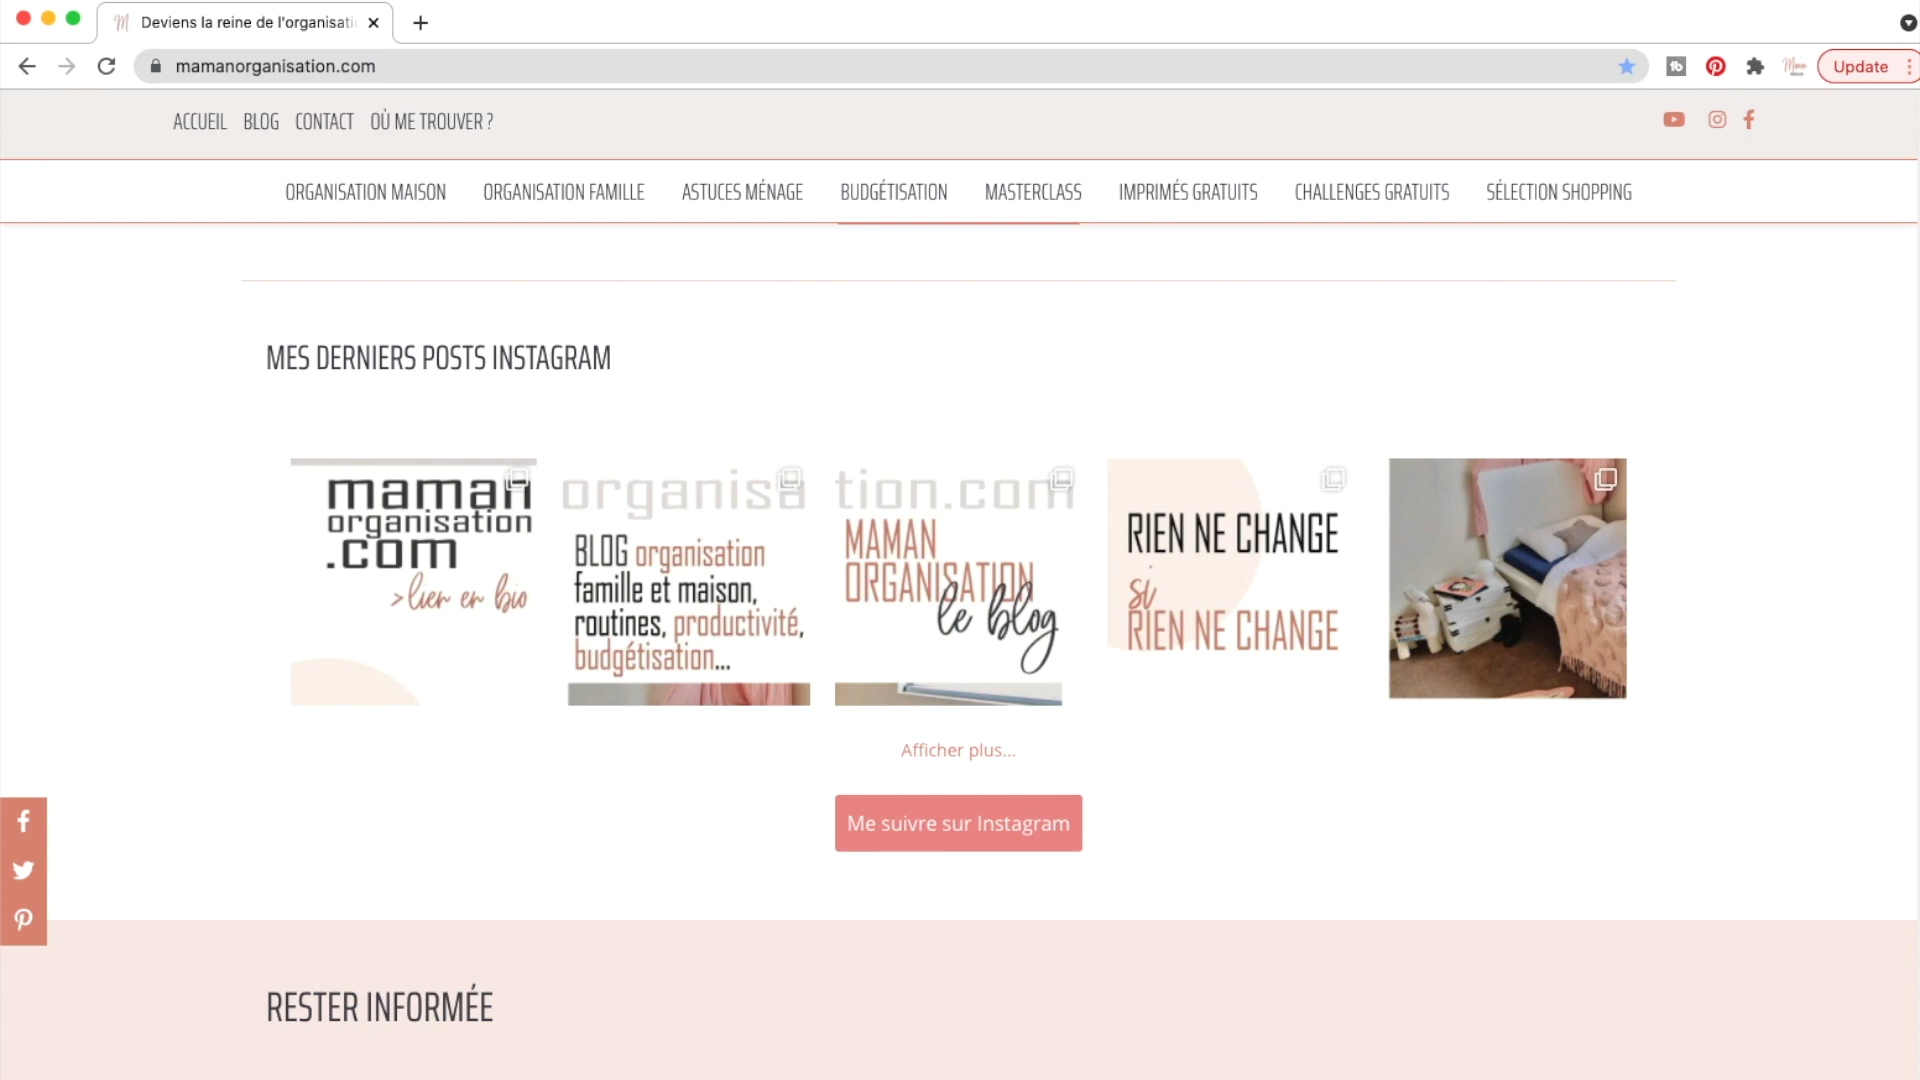 Deviens la reine de l'organisati
mamanorganisation.com
Update
ACCUEIL BLOG CONTACT OÙ ME TROUVER ?
ORGANISATION MAISON ORGANISATION FAMILLE ASTUCES MÉNAGE BUDGÉTISATION MASTERCLASS IMPRIMÉS GRATUITS CHALLENGES GRATUITS SÉLECTION SHOPPING
MES DERNIERS POSTS INSTAGRAM
maman
organisation
.com
>lien en bio
organisa
BLOG organisation
famille et maison,
routines, productivité,
budgétisation...
tion.com
MAMAN
ORGANISATION
le blog
RIEN NE CHANGE
si
RIEN NE CHANGE
Afficher plus...
Me suivre sur Instagram
RESTER INFORMÉE